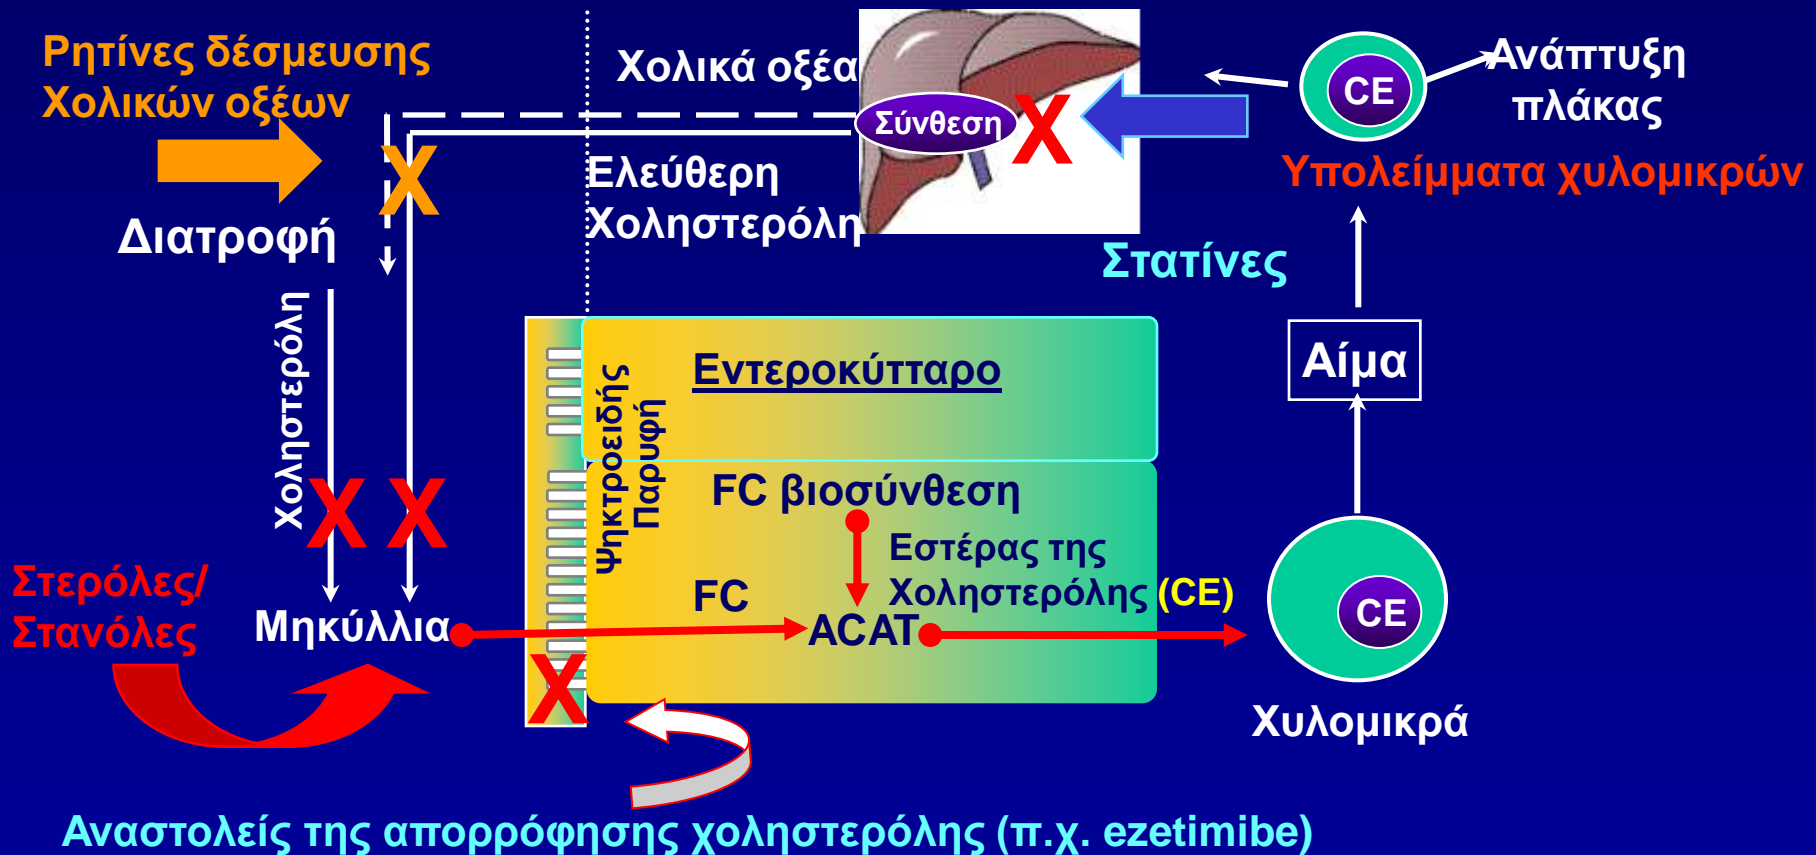 Ρητίνες δέσμευσης
Χολικών οξέων
Χολικά οξέα
Σύνθεση
X
X
CE
Ανάπτυξη
πλάκας
Υπολείμματα χυλομικρών
Ελεύθερη
Χοληστερόλη
Διατροφή
Στατίνες
Χοληστερόλη
Αίμα
Εντεροκύτταρο
Ψηκτροειδής
Παρυφή
FC βιοσύνθεση
X
X
Εστέρας της
Χοληστερόλης (CE)
Στερόλες/
Στανόλες
Μηκύλλια
FC
ACAT
CE
X
Χυλομικρά
Αναστολείς της απορρόφησης χοληστερόλης (π.χ. ezetimibe)